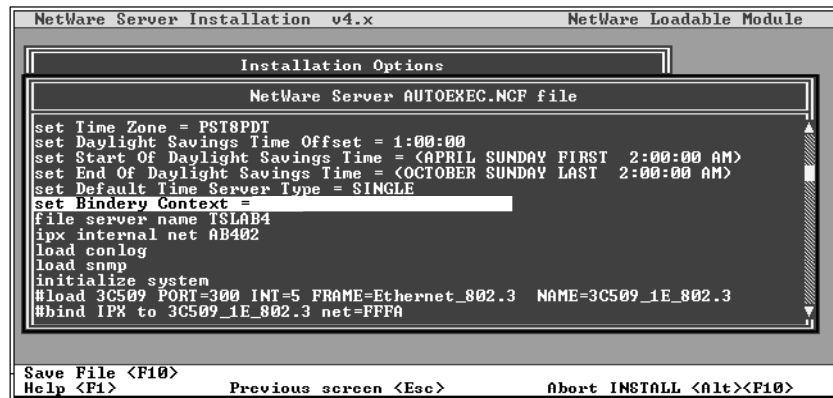 NetWare Server Installation v4.x NetWare Loadable Module
Installation Options
NetWare Server AUTOEXEC.NCF file
set Time Zone = PST8PDT
set Daylight Savings Time Offset = 1:00:00
set Start Of Daylight Savings Time = (APRIL SUNDAY FIRST 2:00:00 AM)
set End Of Daylight Savings Time = (OCTOBER SUNDAY LAST 2:00:00 AM)
set Default Time Server Type = SINGLE
set Bindery Context =
file server name TSLAB4
ipx internal net AB402
load conlog
load snmp
initialize system
#load 3C509 PORT=300 INT=5 FRAME=Ethernet_802.3 NAME=3C509_1E_802.3
#bind IPX to 3C509_1E_802.3 net=FFFA
Save File <F10>
Help <F1> Previous screen <Esc> Abort INSTALL <Alt><F10>